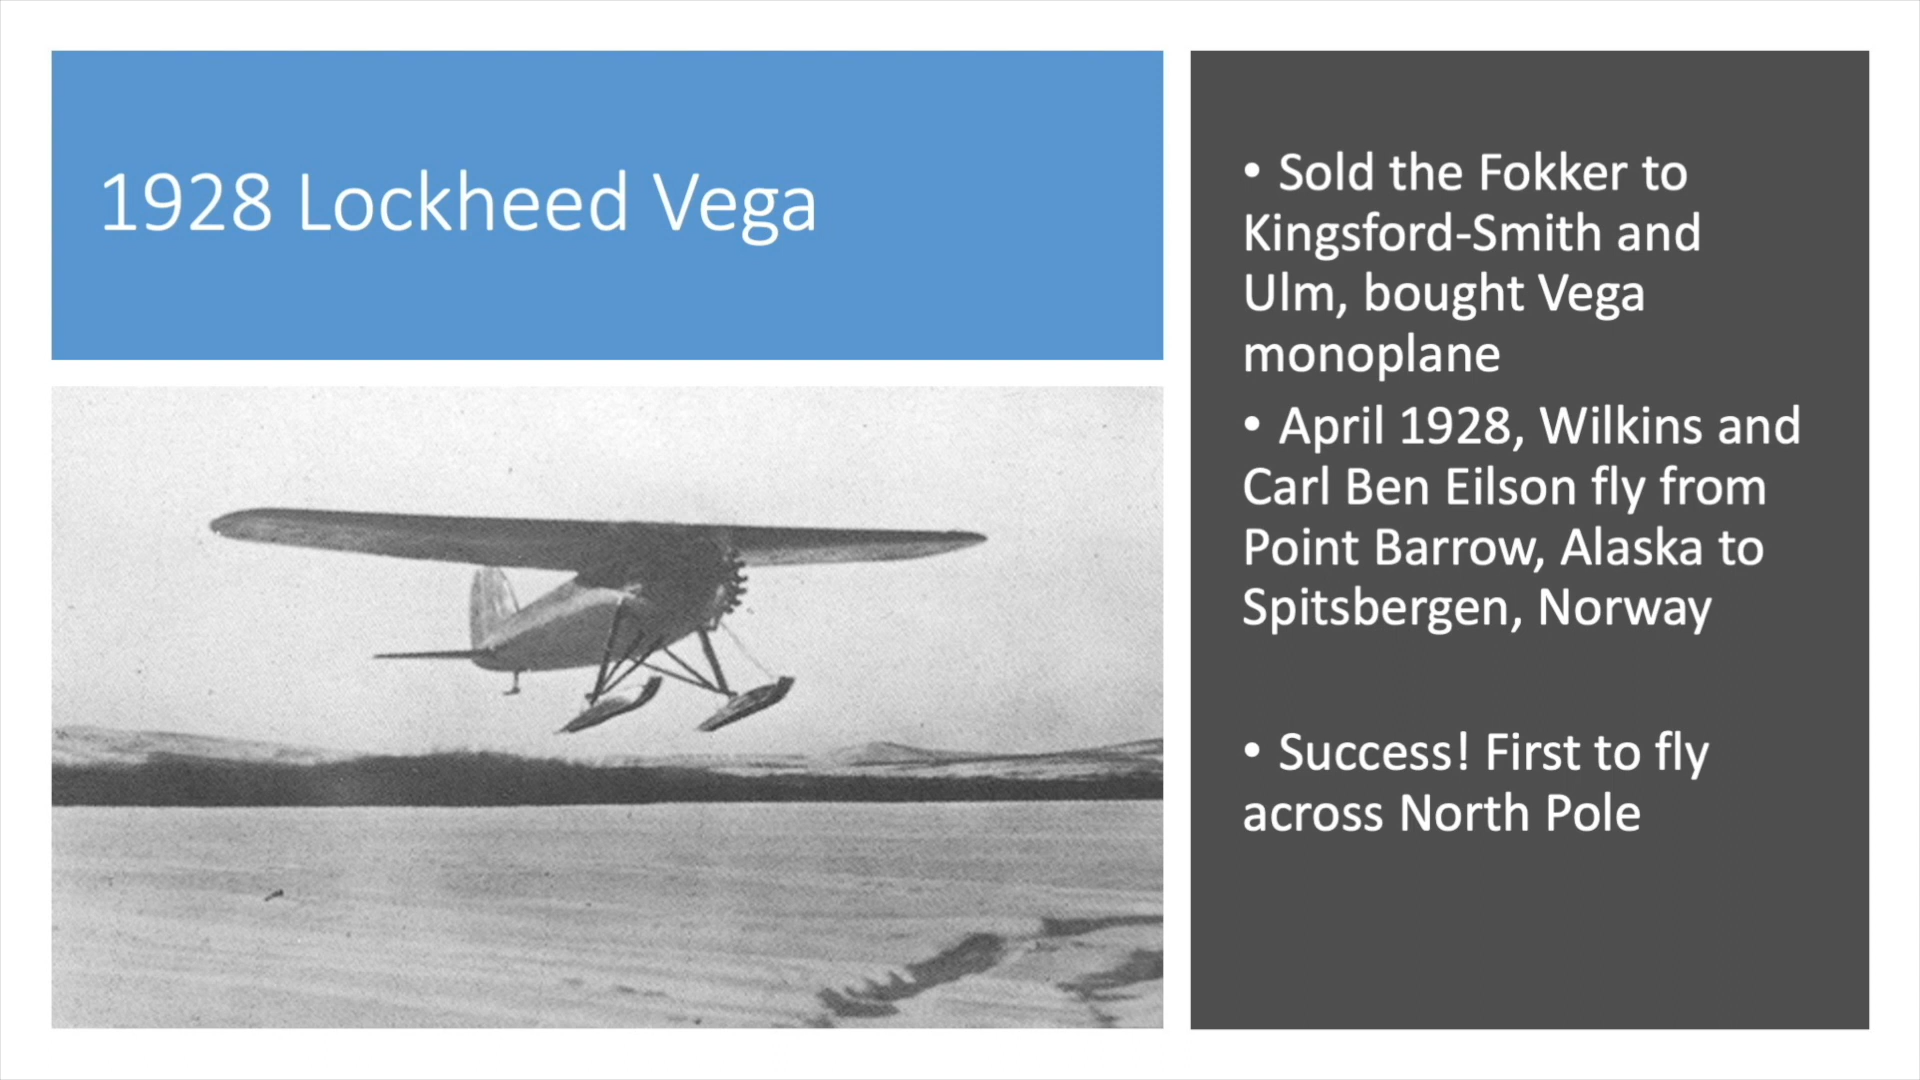 1928 Lockheed Vega
• Sold the Fokker to
Kingsford-Smith and
Ulm, bought Vega
monoplane
• April 1928, Wilkins and
Carl Ben Eilson fly from
Point Barrow, Alaska to
Spitsbergen, Norway
• Success! First to fly
across North Pole